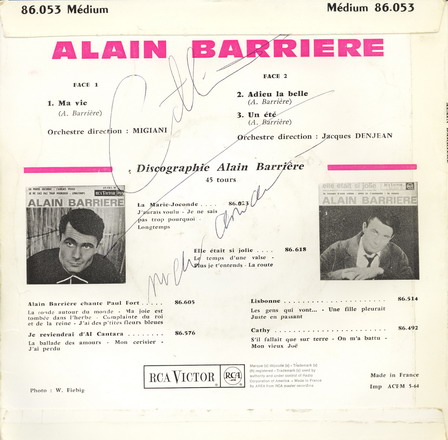 86.053 Médium
Médium 86.053
ALAIN BARRIERE
FACE 1
1. Ma vie
(A. Barrière)
Orchestre direction : MIGIANI
FACE 2
2. Adieu la belle
(A. Barrière)
3. Un été
(A. Barrière)
Orchestre direction : Jacques DENJEAN
Discographie Alain Barrière
45 tours
ALAIN BARRIERE
La Marie-Joconde
J'aurais voulu - Je ne sais
pas trop pourquoi
Longtemps
Elle était si jolie . . . . 86.618
Le temps d'une valse -
Plus je t'entends - La route
elle était si jolie
ALAIN BARRIERE
Alain Barrière chante Paul Fort . . . . 86.605
La ronde autour du monde - Ma joie est
tombée dans l'herbe - Complainte du roi
et de la reine - J'ai des p'tites fleurs bleues
Je reviendrai d'Al Cantara . . . . 86.576
La ballade des amours - Mon cerisier -
J'ai perdu
Lisbonne . . . . 86.514
Les gens qui vont... - Une fille pleurait
Juste en passant
Cathy . . . . 86.492
S'il fallait que sur terre - On m'a battu -
Mon vieux Joë
Photo : W. Fiebig
RCA VICTOR
RCA
Made in France
Imp ACEM 5-64